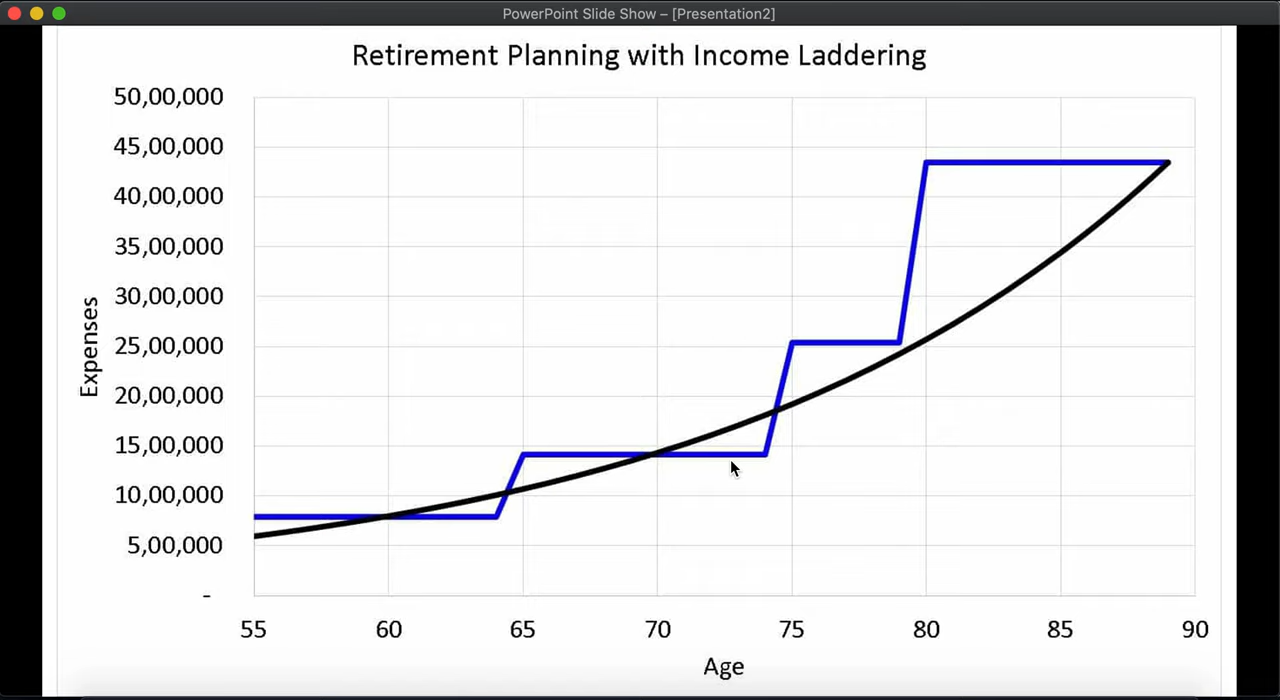 PowerPoint Slide Show – [Presentation2]
Retirement Planning with Income Laddering
50,00,000
45,00,000
40,00,000
35,00,000
30,00,000
25,00,000
20,00,000
15,00,000
10,00,000
5,00,000
-
Expenses
55 60 65 70 75 80 85 90
Age